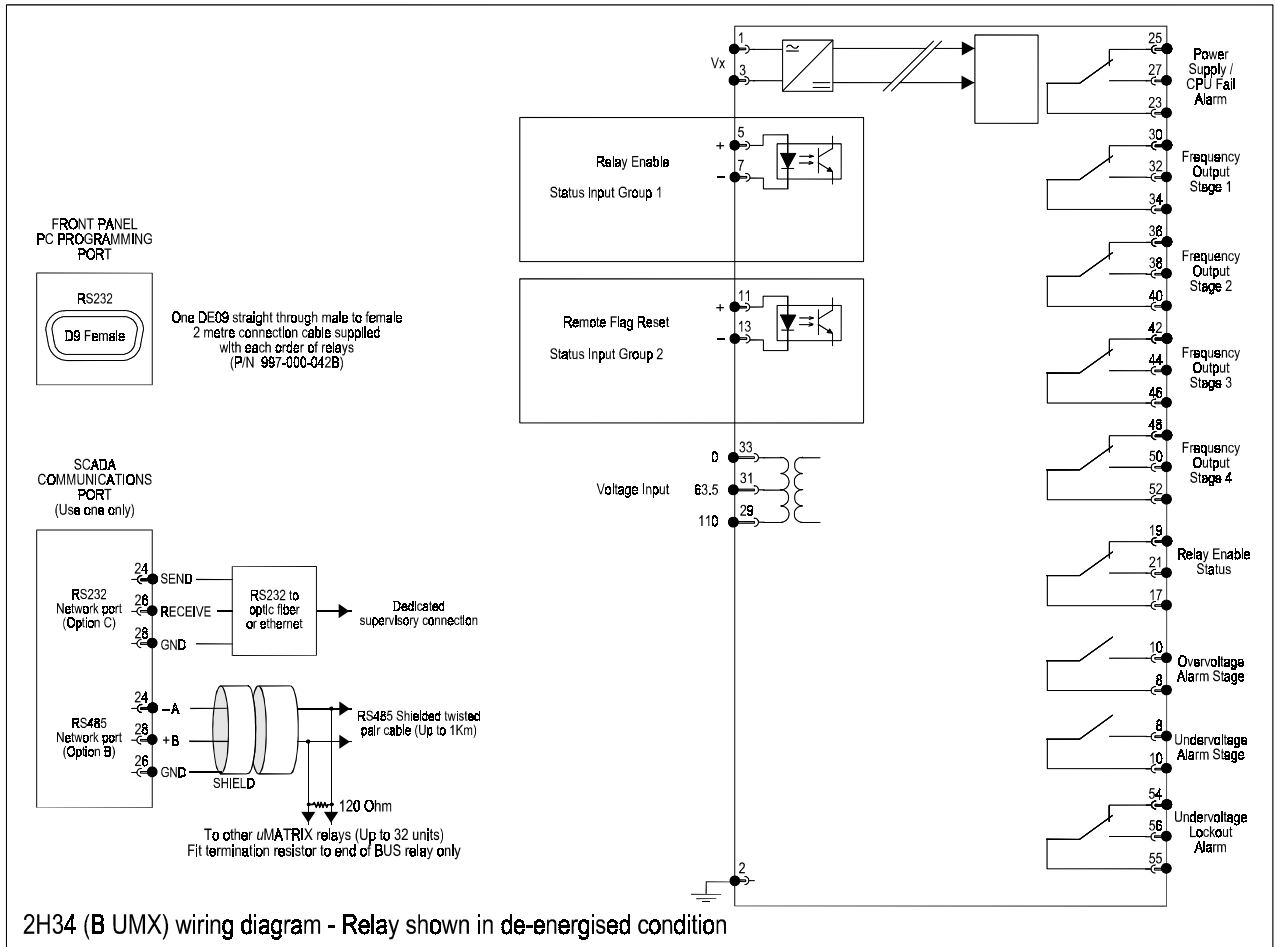 FRONT PANEL
PC PROGRAMMING
PORT
RS232
D9 Female
One DE09 straight through male to female
2 metre connection cable supplied
with each order of relays
(P/N 997-000-042B)
SCADA
COMMUNICATIONS
PORT
(Use one only)
RS232
Network port
(Option C)
24
SEND
26
RECEIVE
28
GND
RS232 to
optic fiber
or ethernet
Dedicated
supervisory connection
RS485
Network port
(Option B)
24
–A
28
+B
26
GND
SHIELD
RS485 Shielded twisted
pair cable (Up to 1Km)
120 Ohm
To other uMATRIX relays (Up to 32 units)
Fit termination resistor to end of BUS relay only
Vx
1
3
Relay Enable
Status Input Group 1
+
5
–
7
Remote Flag Reset
Status Input Group 2
+
11
–
13
Voltage Input
0
33
63.5
31
110
29
2
25
27
23
Power
Supply /
CPU Fail
Alarm
30
32
34
Frequency
Output
Stage 1
36
38
40
Frequency
Output
Stage 2
42
44
46
Frequency
Output
Stage 3
48
50
52
Frequency
Output
Stage 4
19
21
17
Relay Enable
Status
10
8
Overvoltage
Alarm Stage
8
10
Undervoltage
Alarm Stage
54
56
55
Undervoltage
Lockout
Alarm
2H34 (B UMX) wiring diagram - Relay shown in de-energised condition